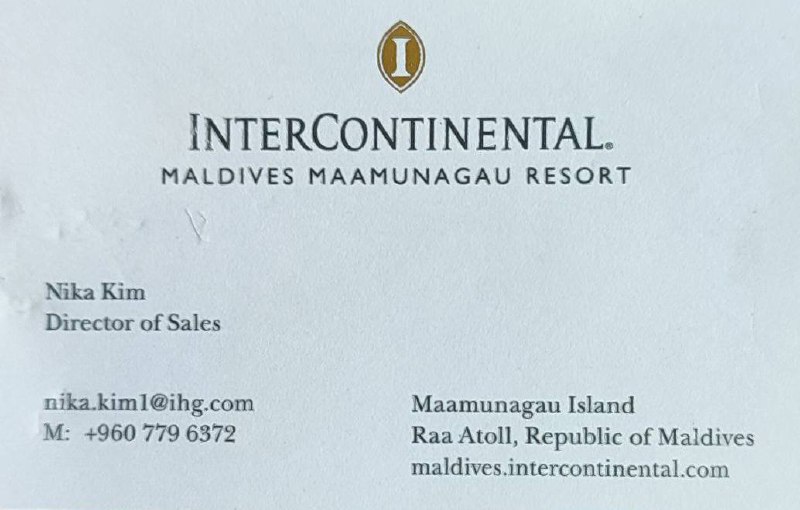 I
INTERCONTINENTAL®
MALDIVES MAAMUNAGAU RESORT
Nika Kim
Director of Sales
nika.kim1@ihg.com
M: +960 779 6372
Maamunagau Island
Raa Atoll, Republic of Maldives
maldives.intercontinental.com